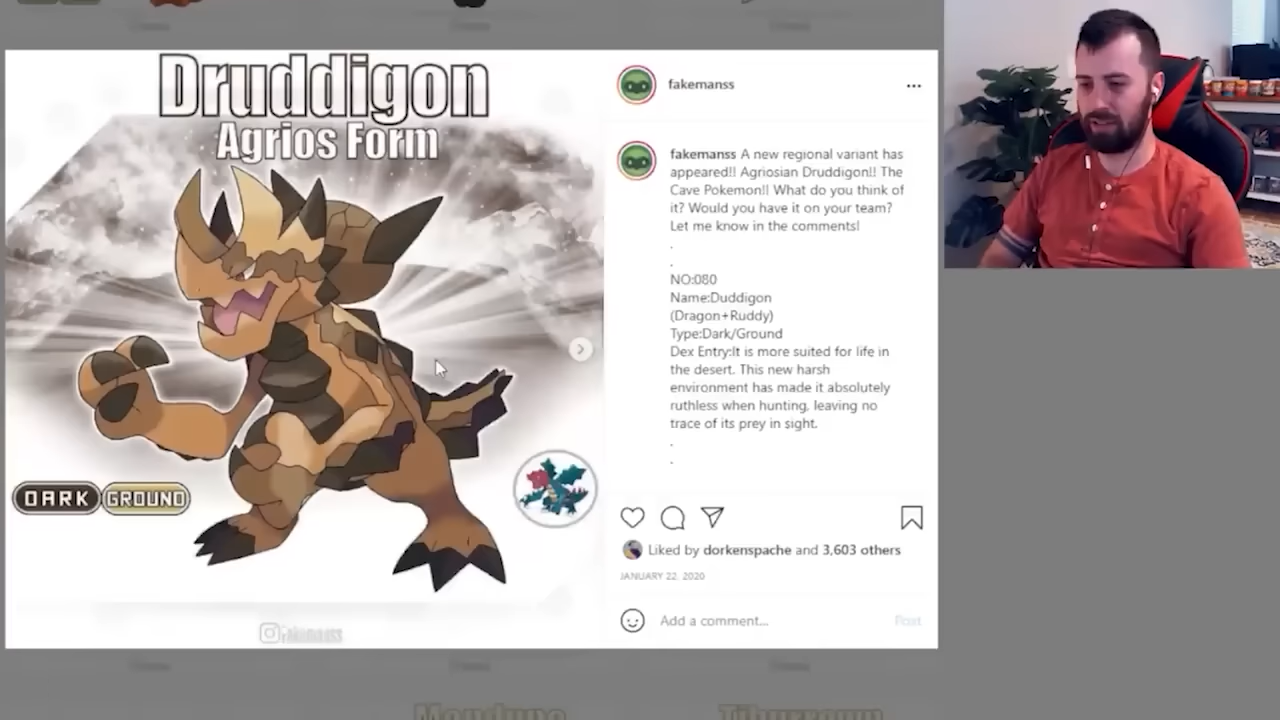 Druddigon
Agrios Form
DARK GROUND
fakemanss
fakemanss A new regional variant has
appeared!! Agriosian Druddigon!! The
Cave Pokemon!! What do you think of
it? Would you have it on your team?
Let me know in the comments!
.
.
NO:080
Name:Duddigon
(Dragon+Ruddy)
Type:Dark/Ground
Dex Entry:It is more suited for life in
the desert. This new harsh
environment has made it absolutely
ruthless when hunting, leaving no
trace of its prey in sight.
.
.
Liked by dorkenspache and 3,603 others
JANUARY 22, 2020
Add a comment...
Post
fakemanss